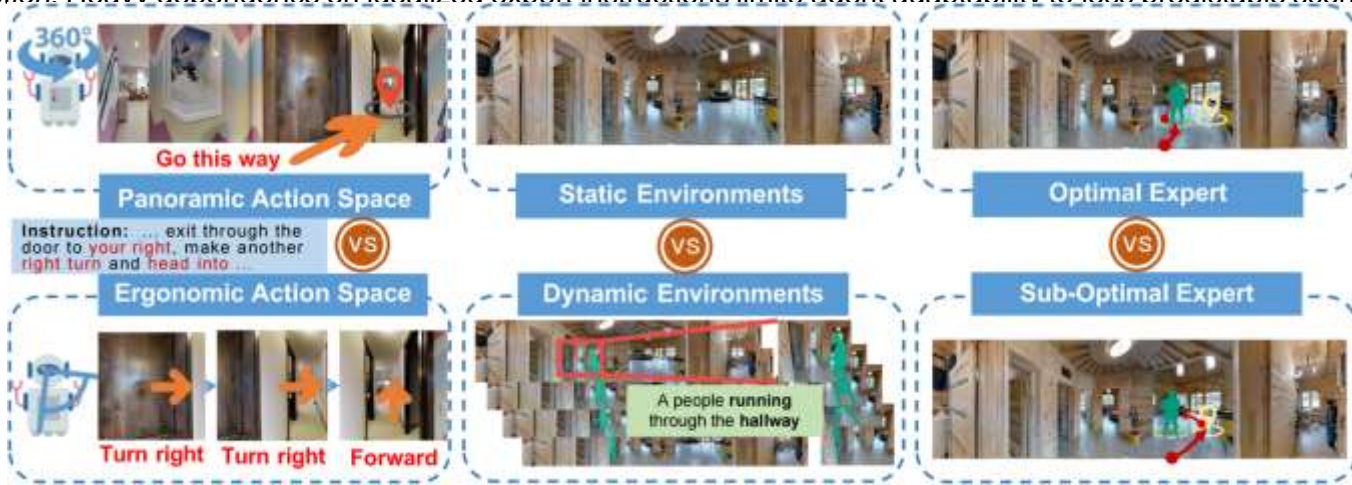 360°
Go this way
Panoramic Action Space
Static Environments
Optimal Expert
Instruction: ... exit through the
door to your right, make another
right turn and head into ...
VS
VS
VS
Ergonomic Action Space
Dynamic Environments
Sub-Optimal Expert
A people running
through the hallway
Turn right
Turn right
Forward